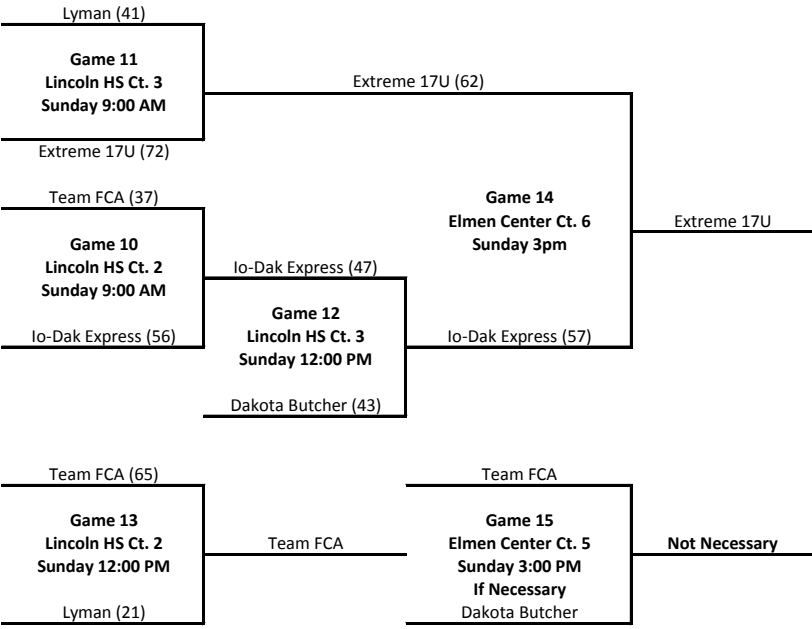 Lyman (41)
Game 11
Lincoln HS Ct. 3
Sunday 9:00 AM
Extreme 17U (62)
Extreme 17U (72)
Team FCA (37)
Game 10
Lincoln HS Ct. 2
Sunday 9:00 AM
Io-Dak Express (56)
Io-Dak Express (47)
Game 12
Lincoln HS Ct. 3
Sunday 12:00 PM
Dakota Butcher (43)
Game 14
Elmen Center Ct. 6
Sunday 3pm
Io-Dak Express (57)
Extreme 17U
Team FCA (65)
Game 13
Lincoln HS Ct. 2
Sunday 12:00 PM
Lyman (21)
Team FCA
Team FCA
Game 15
Elmen Center Ct. 5
Sunday 3:00 PM
If Necessary
Dakota Butcher
Not Necessary